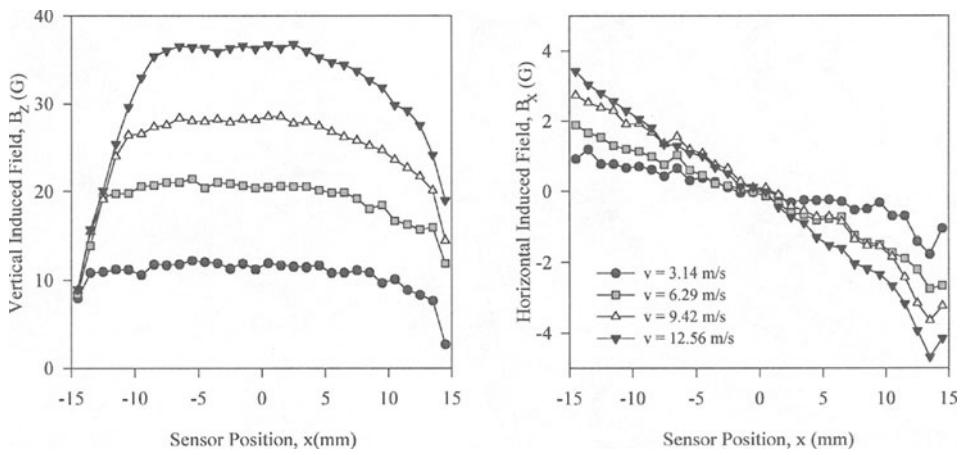 40
30
20
10
0
Vertical Induced Field, B_Z (G)
-15 -10 -5 0 5 10 15
Sensor Position, x(mm)
4
2
0
-2
-4
Horizontal Induced Field, B_X (G)
v = 3.14 m/s
v = 6.29 m/s
v = 9.42 m/s
v = 12.56 m/s
-15 -10 -5 0 5 10 15
Sensor Position, x (mm)